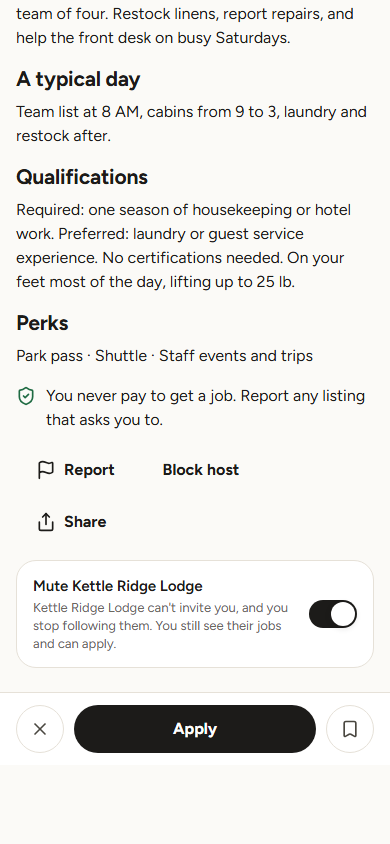 team of four. Restock linens, report repairs, and
help the front desk on busy Saturdays.
A typical day
Team list at 8 AM, cabins from 9 to 3, laundry and
restock after.
Qualifications
Required: one season of housekeeping or hotel
work. Preferred: laundry or guest service
experience. No certifications needed. On your
feet most of the day, lifting up to 25 lb.
Perks
Park pass · Shuttle · Staff events and trips
You never pay to get a job. Report any listing
that asks you to.
Report Block host
Share
Mute Kettle Ridge Lodge
Kettle Ridge Lodge can't invite you, and you
stop following them. You still see their jobs
and can apply.
Apply